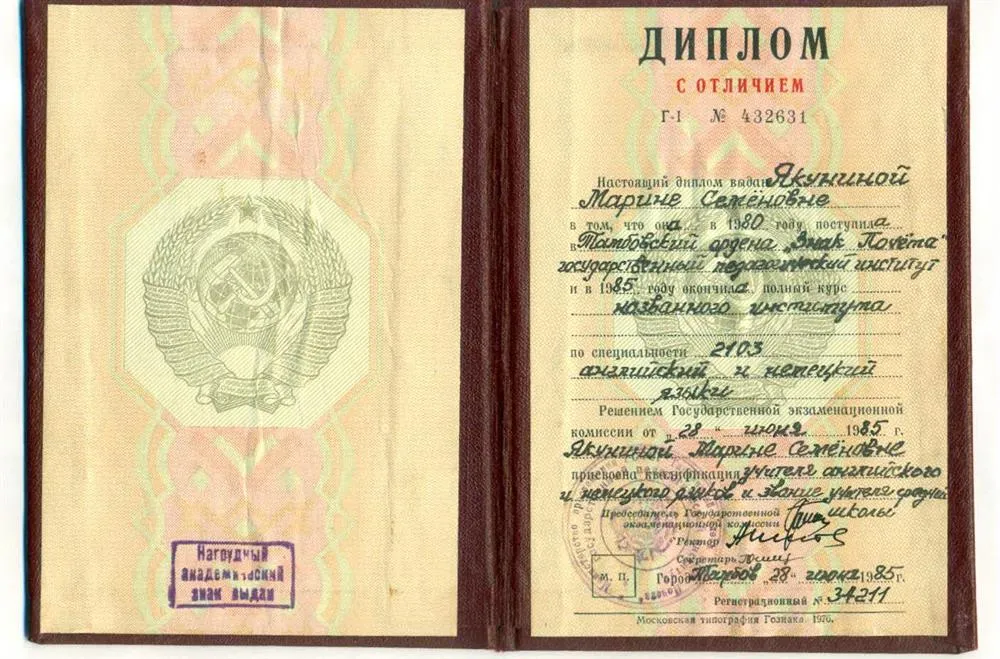 Нагрудный
академический
знак выдан
ДИПЛОМ
С ОТЛИЧИЕМ
Г-I № 432631
Настоящий диплом выдан Якуниной
Марине Семёновне
в том, что она в 1980 году поступила
в Тамбовский ордена „Знак Почёта"
государственный педагогический институт
и в 1985 году окончила полный курс
названного института
по специальности 2103
английский и немецкий
языки
Решением Государственной экзаменационной
комиссии от „28" июня 1985 г.
Якуниной Марине Семёновне
присвоена квалификация учителя английского
и немецкого языков и звание учителя средней
школы
Председатель Государственной
экзаменационной комиссии
Ректор
Секретарь
М. П.
Город Тамбов „28" июня 1985 г.
Регистрационный № 34211
Московская типография Гознака. 1976.